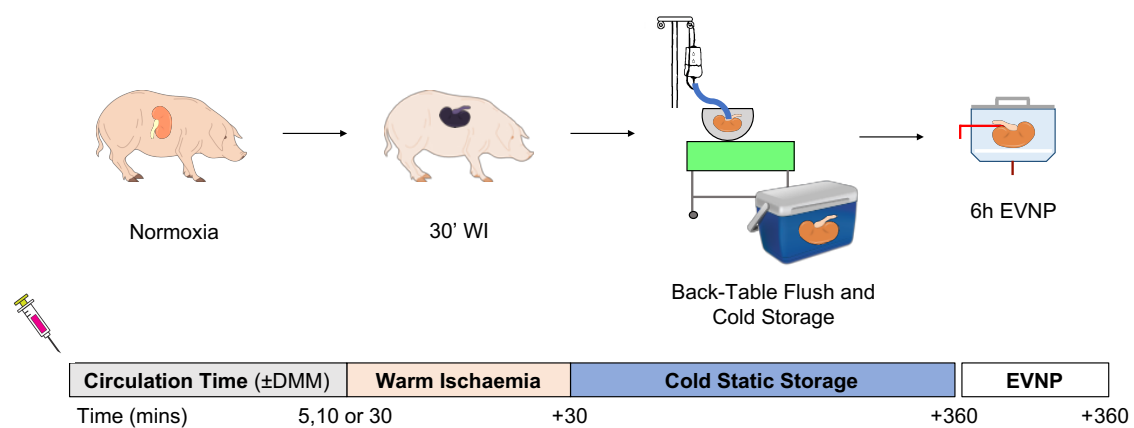 Normoxia
30’ WI
6h EVNP
Back-Table Flush and
Cold Storage
Circulation Time (±DMM) Warm Ischaemia Cold Static Storage EVNP
Time (mins) 5,10 or 30 +30 +360 +360